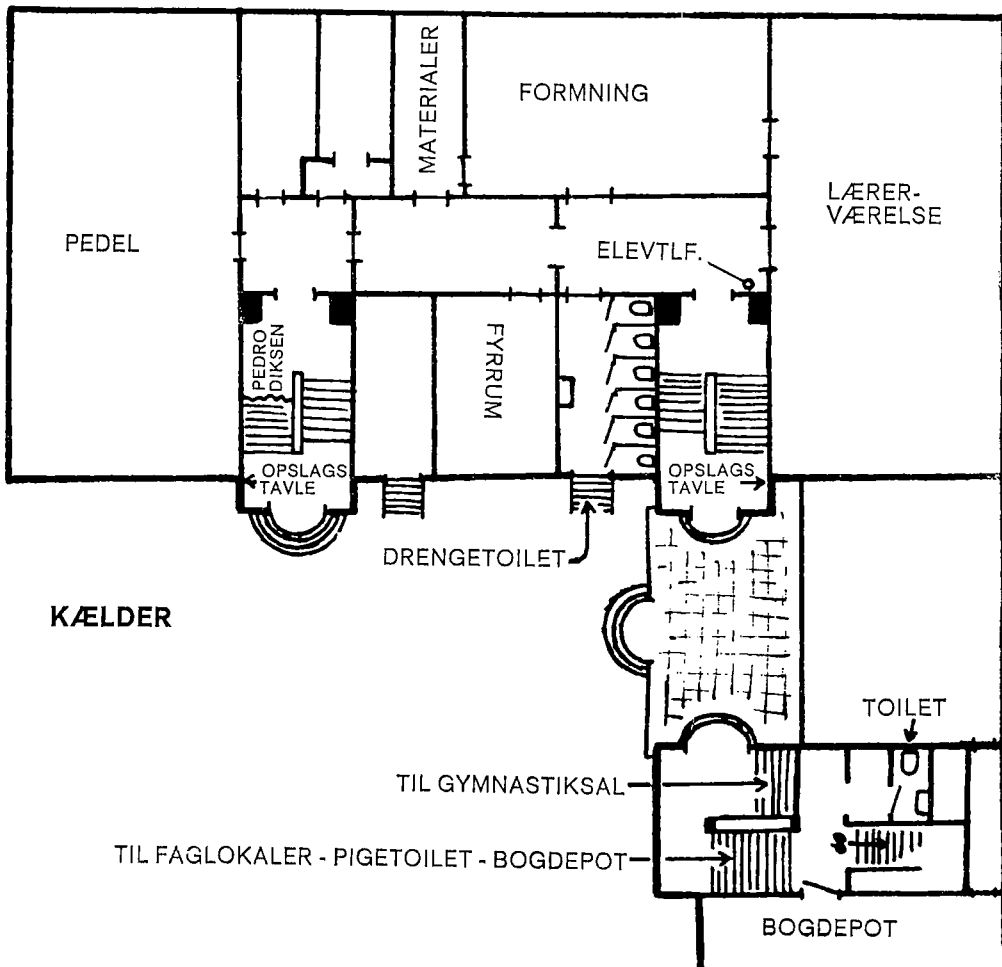 MATERIALER
FORMNING
LÆRER-
VÆRELSE
PEDEL
ELEVTLF.
PEDRO
DIKSEN
FYRRUM
OPSLAGS
TAVLE
OPSLAGS
TAVLE
DRENGETOILET
KÆLDER
TOILET
TIL GYMNASTIKSAL
TIL FAGLOKALER - PIGETOILET - BOGDEPOT
BOGDEPOT